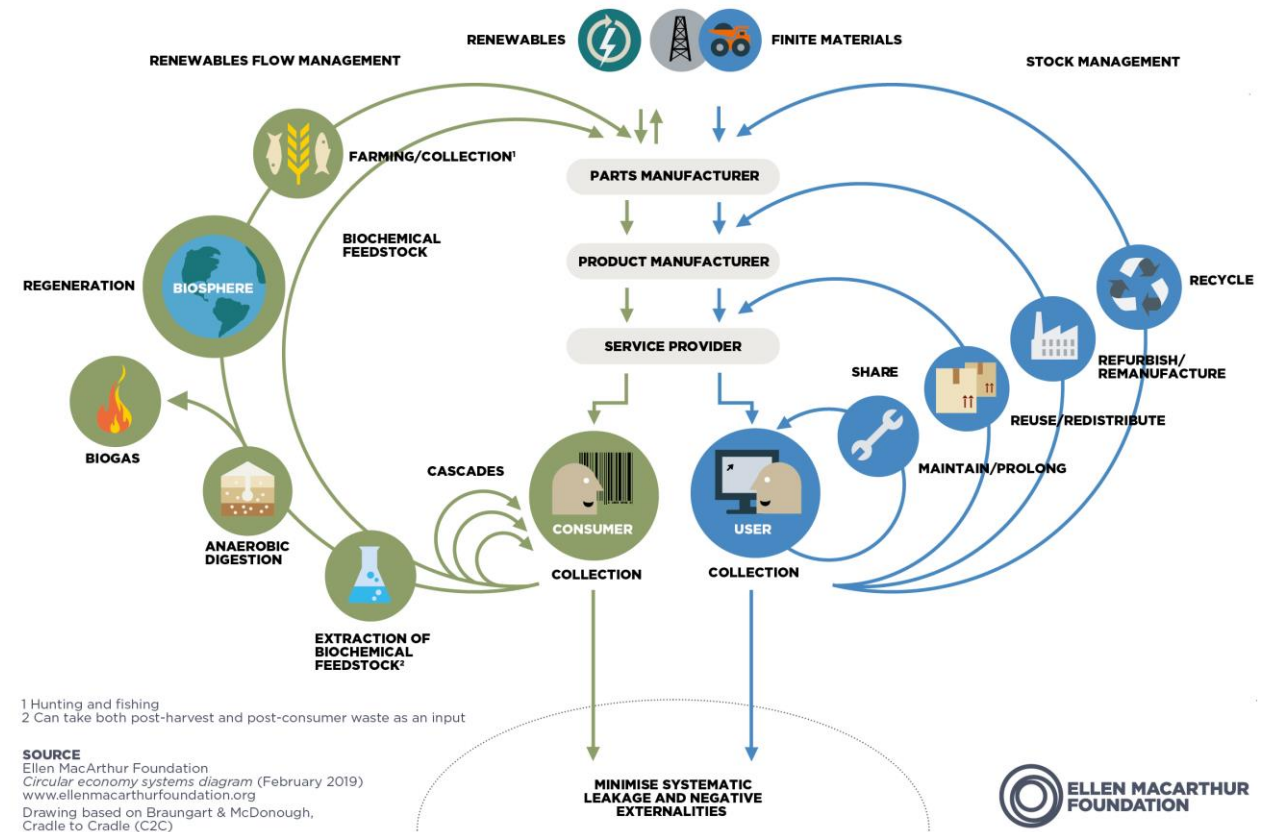 RENEWABLES
FINITE MATERIALS
RENEWABLES FLOW MANAGEMENT
STOCK MANAGEMENT
FARMING/COLLECTION¹
PARTS MANUFACTURER
BIOCHEMICAL
FEEDSTOCK
PRODUCT MANUFACTURER
REGENERATION
BIOSPHERE
RECYCLE
SERVICE PROVIDER
SHARE
REFURBISH/
REMANUFACTURE
REUSE/REDISTRIBUTE
BIOGAS
CASCADES
MAINTAIN/PROLONG
CONSUMER
USER
ANAEROBIC
DIGESTION
COLLECTION
COLLECTION
EXTRACTION OF
BIOCHEMICAL
FEEDSTOCK²
1 Hunting and fishing
2 Can take both post-harvest and post-consumer waste as an input
SOURCE
Ellen MacArthur Foundation
Circular economy systems diagram (February 2019)
www.ellenmacarthurfoundation.org
Drawing based on Braungart & McDonough,
Cradle to Cradle (C2C)
MINIMISE SYSTEMATIC
LEAKAGE AND NEGATIVE
EXTERNALITIES
ELLEN MACARTHUR
FOUNDATION